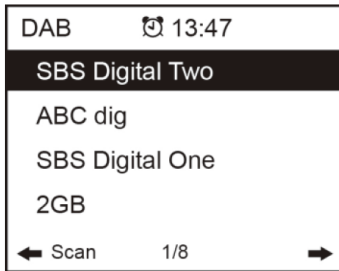 DAB ⏰ 13:47
SBS Digital Two
ABC dig
SBS Digital One
2GB
← Scan 1/8 →